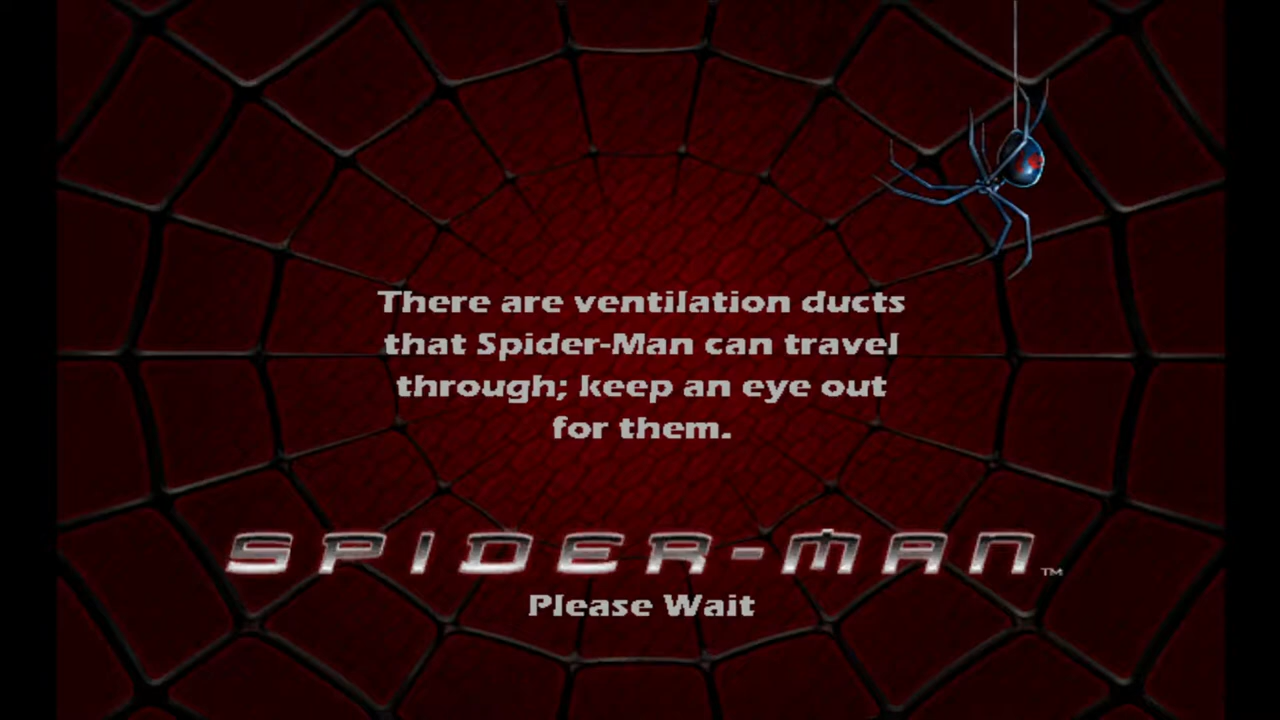 There are ventilation ducts
that Spider-Man can travel
through; keep an eye out
for them.
SPIDER-MAN™
Please Wait